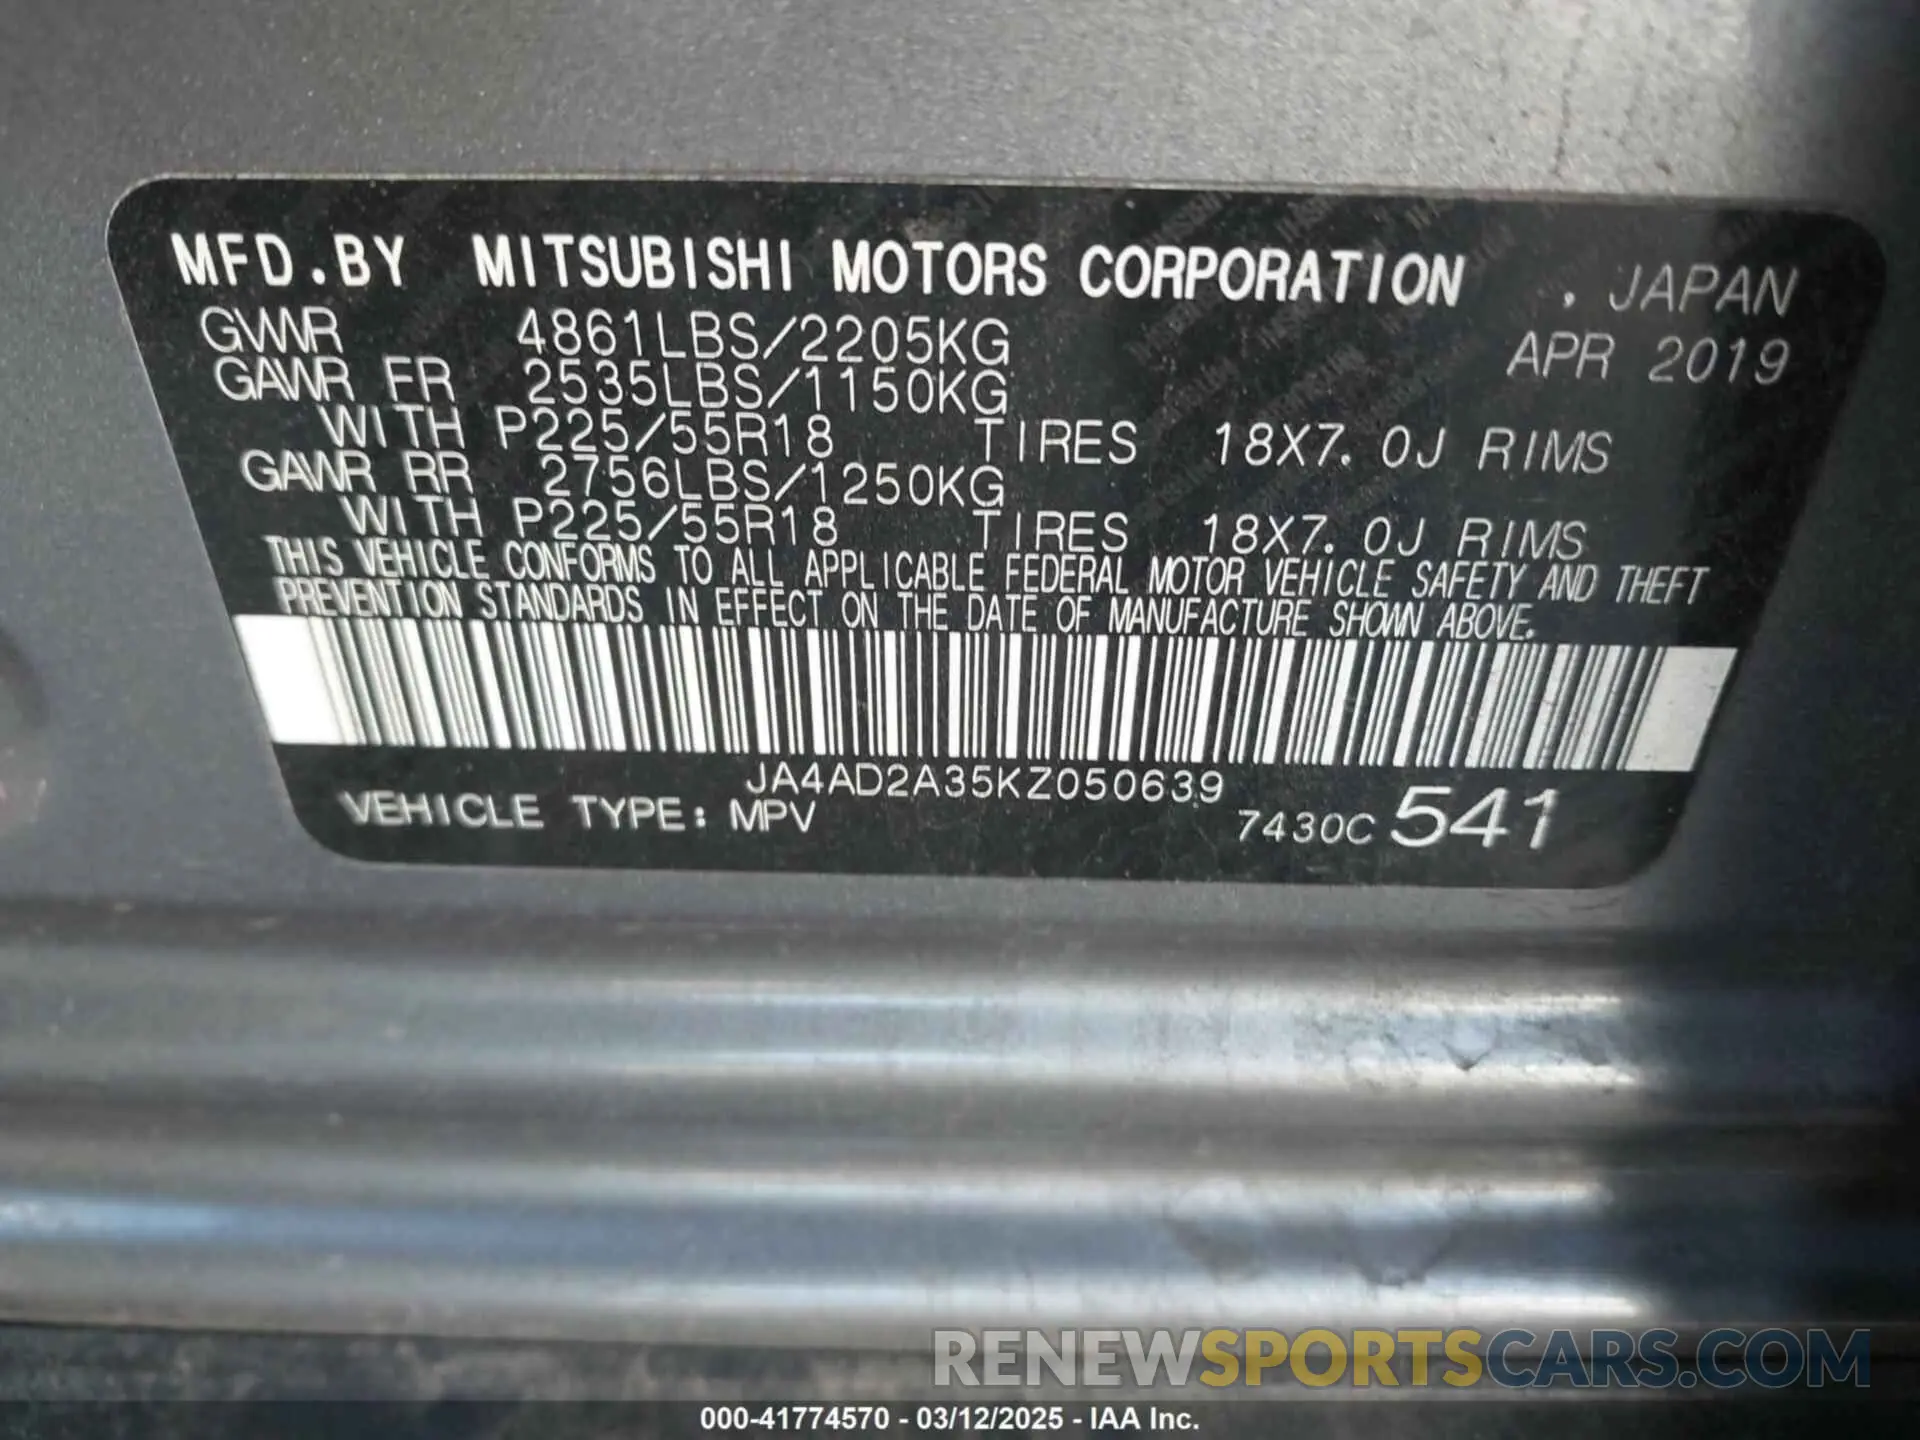 MFD.BY MITSUBISHI MOTORS CORPORATION , JAPAN
GVWR 4861LBS/2205KG APR 2019
GAWR FR 2535LBS/1150KG
WITH P225/55R18 TIRES 18X7.0J RIMS
GAWR RR 2756LBS/1250KG
WITH P225/55R18 TIRES 18X7.0J RIMS
THIS VEHICLE CONFORMS TO ALL APPLICABLE FEDERAL MOTOR VEHICLE SAFETY AND THEFT
PREVENTION STANDARDS IN EFFECT ON THE DATE OF MANUFACTURE SHOWN ABOVE.
JA4AD2A35KZ050639
VEHICLE TYPE: MPV 7430C 541
RENEWSPORTSCARS.COM
000-41774570 - 03/12/2025 - IAA Inc.